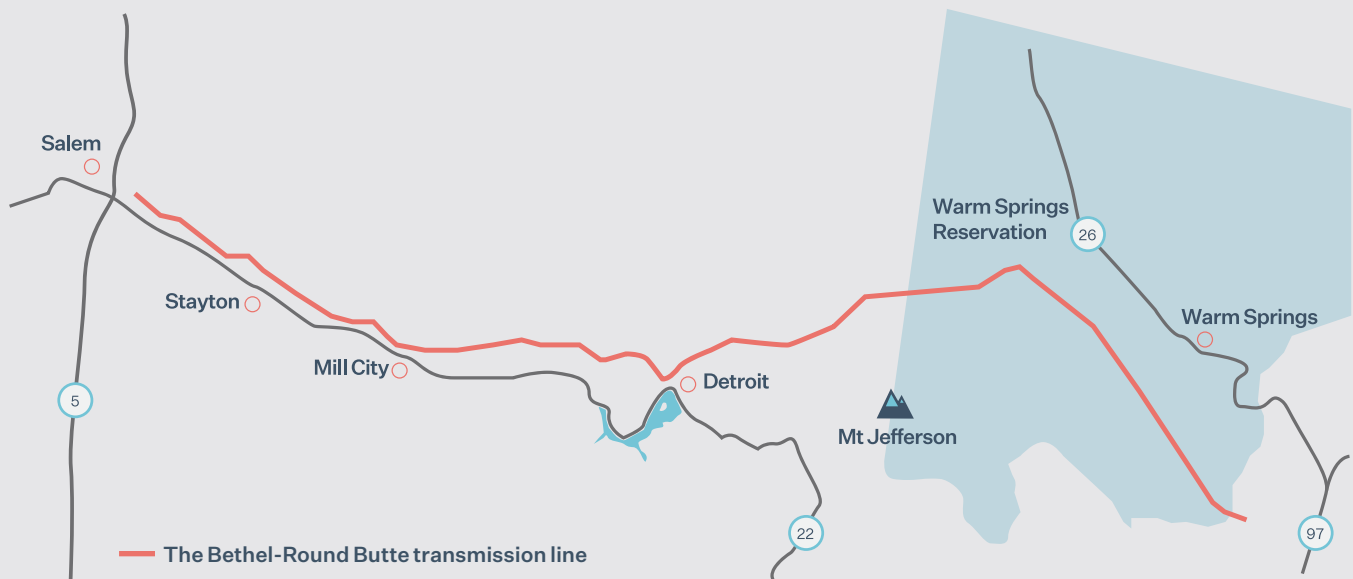 Salem
Warm Springs
Reservation
26
Stayton
Warm Springs
Mill City
Detroit
5
Mt Jefferson
22
97
The Bethel-Round Butte transmission line